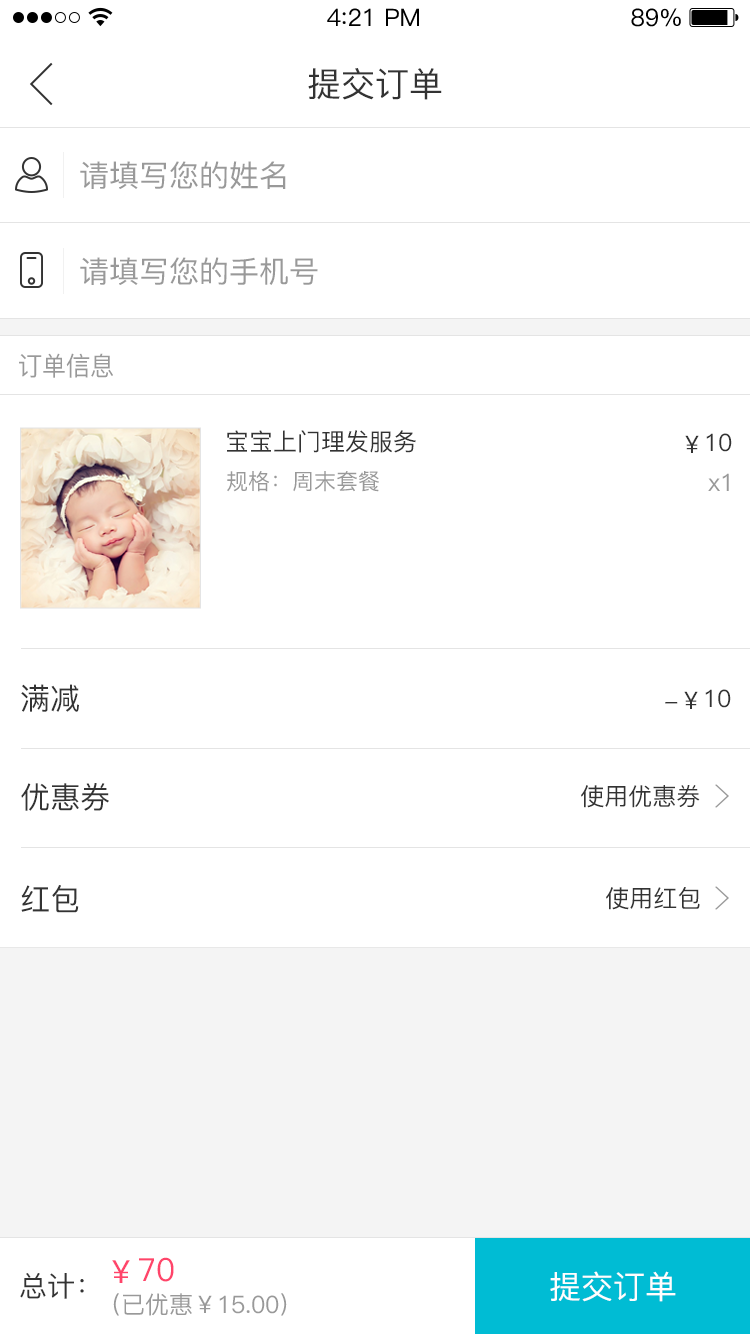 4:21 PM 89%
提交订单
请填写您的姓名
请填写您的手机号
订单信息
宝宝上门理发服务 ¥10
规格：周末套餐 x1
满减 –¥10
优惠券 使用优惠券
红包 使用红包
总计： ¥70
(已优惠¥15.00)
提交订单